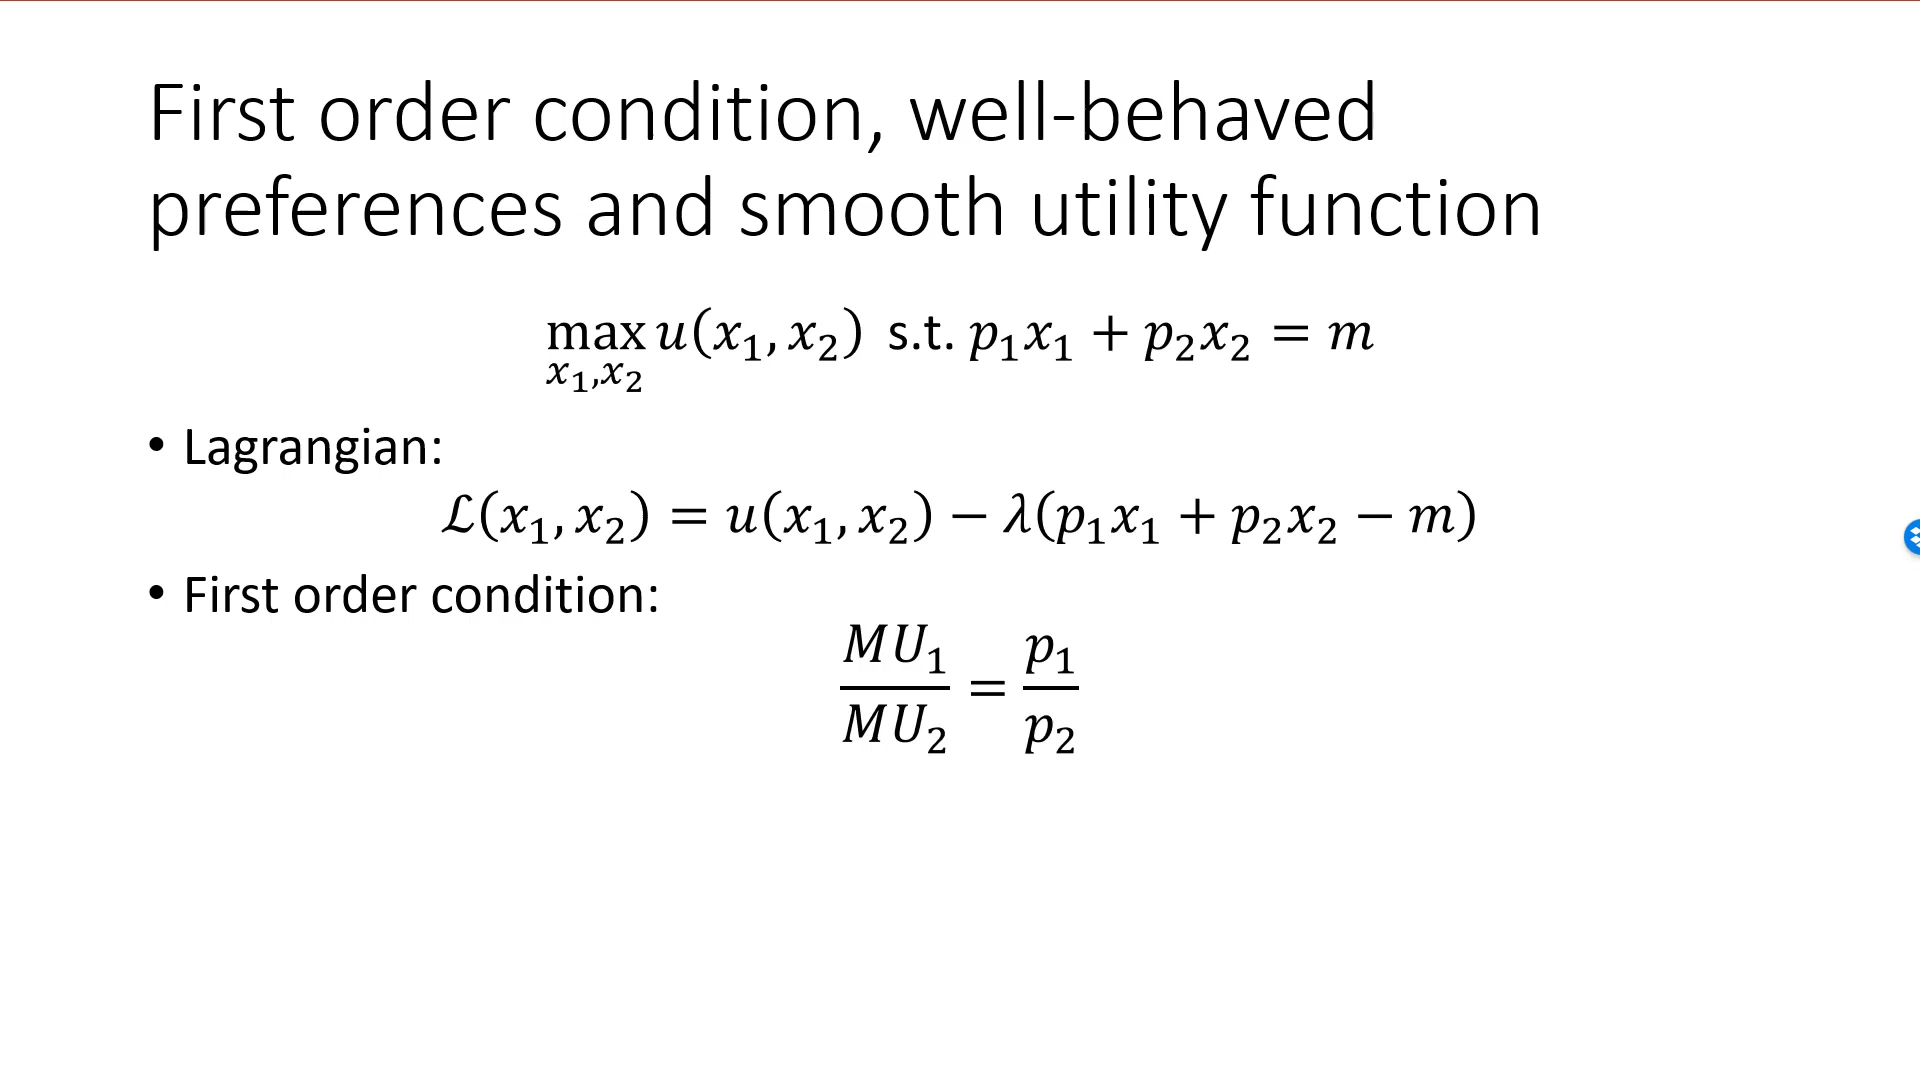 First order condition, well-behaved
preferences and smooth utility function
max u(x₁, x₂) s.t. p₁x₁ + p₂x₂ = m
x₁,x₂
• Lagrangian:
ℒ(x₁, x₂) = u(x₁, x₂) − λ(p₁x₁ + p₂x₂ − m)
• First order condition:
MU₁/MU₂ = p₁/p₂